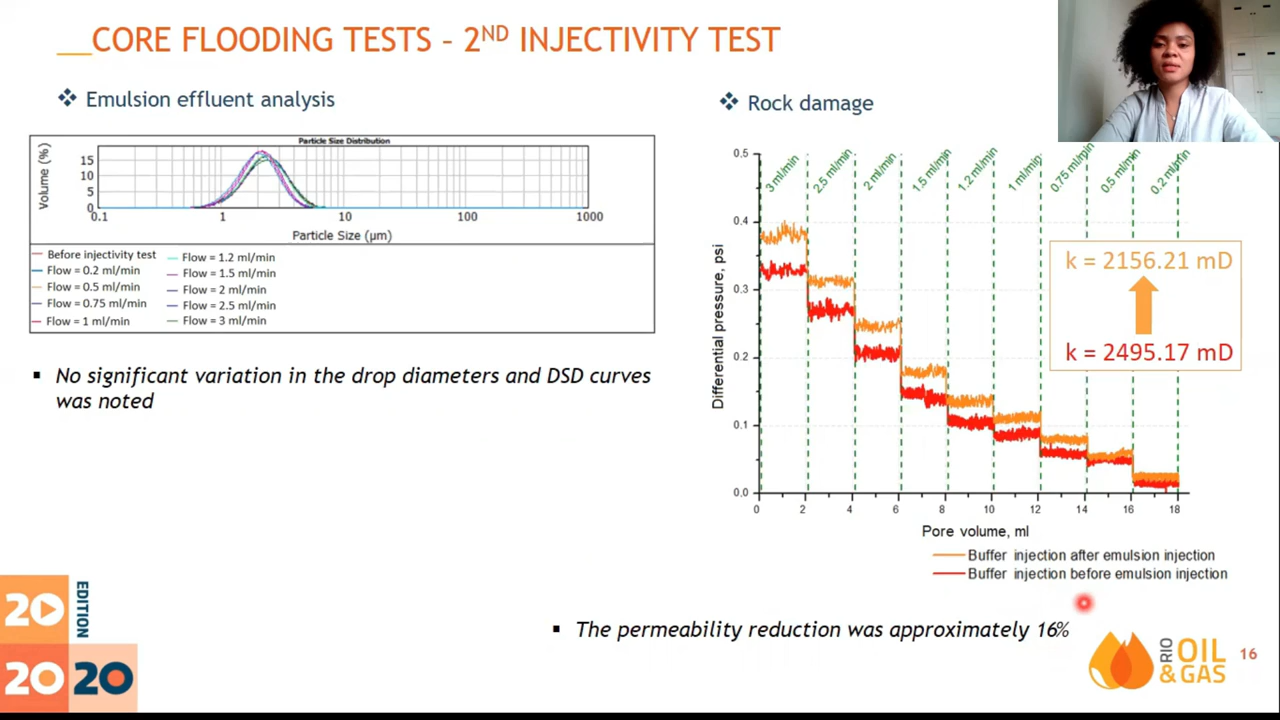 __CORE FLOODING TESTS – 2ND INJECTIVITY TEST
❖ Emulsion effluent analysis
Particle Size Distribution
Volume (%)
15
10
5
0
0.1 1 10 100 1000
Particle Size (µm)
Before injectivity test
Flow = 0.2 ml/min
Flow = 0.5 ml/min
Flow = 0.75 ml/min
Flow = 1 ml/min
Flow = 1.2 ml/min
Flow = 1.5 ml/min
Flow = 2 ml/min
Flow = 2.5 ml/min
Flow = 3 ml/min
▪ No significant variation in the drop diameters and DSD curves
was noted
❖ Rock damage
3 ml/min
2.5 ml/min
2 ml/min
1.5 ml/min
1.2 ml/min
1 ml/min
0.75 ml/min
0.5 ml/min
0.2 ml/min
Differential pressure, psi
0.5
0.4
0.3
0.2
0.1
0.0
0 2 4 6 8 10 12 14 16 18
Pore volume, ml
k = 2156.21 mD
k = 2495.17 mD
Buffer injection after emulsion injection
Buffer injection before emulsion injection
▪ The permeability reduction was approximately 16%
20
EDITION
20 20
RIO
OIL
& GAS
16